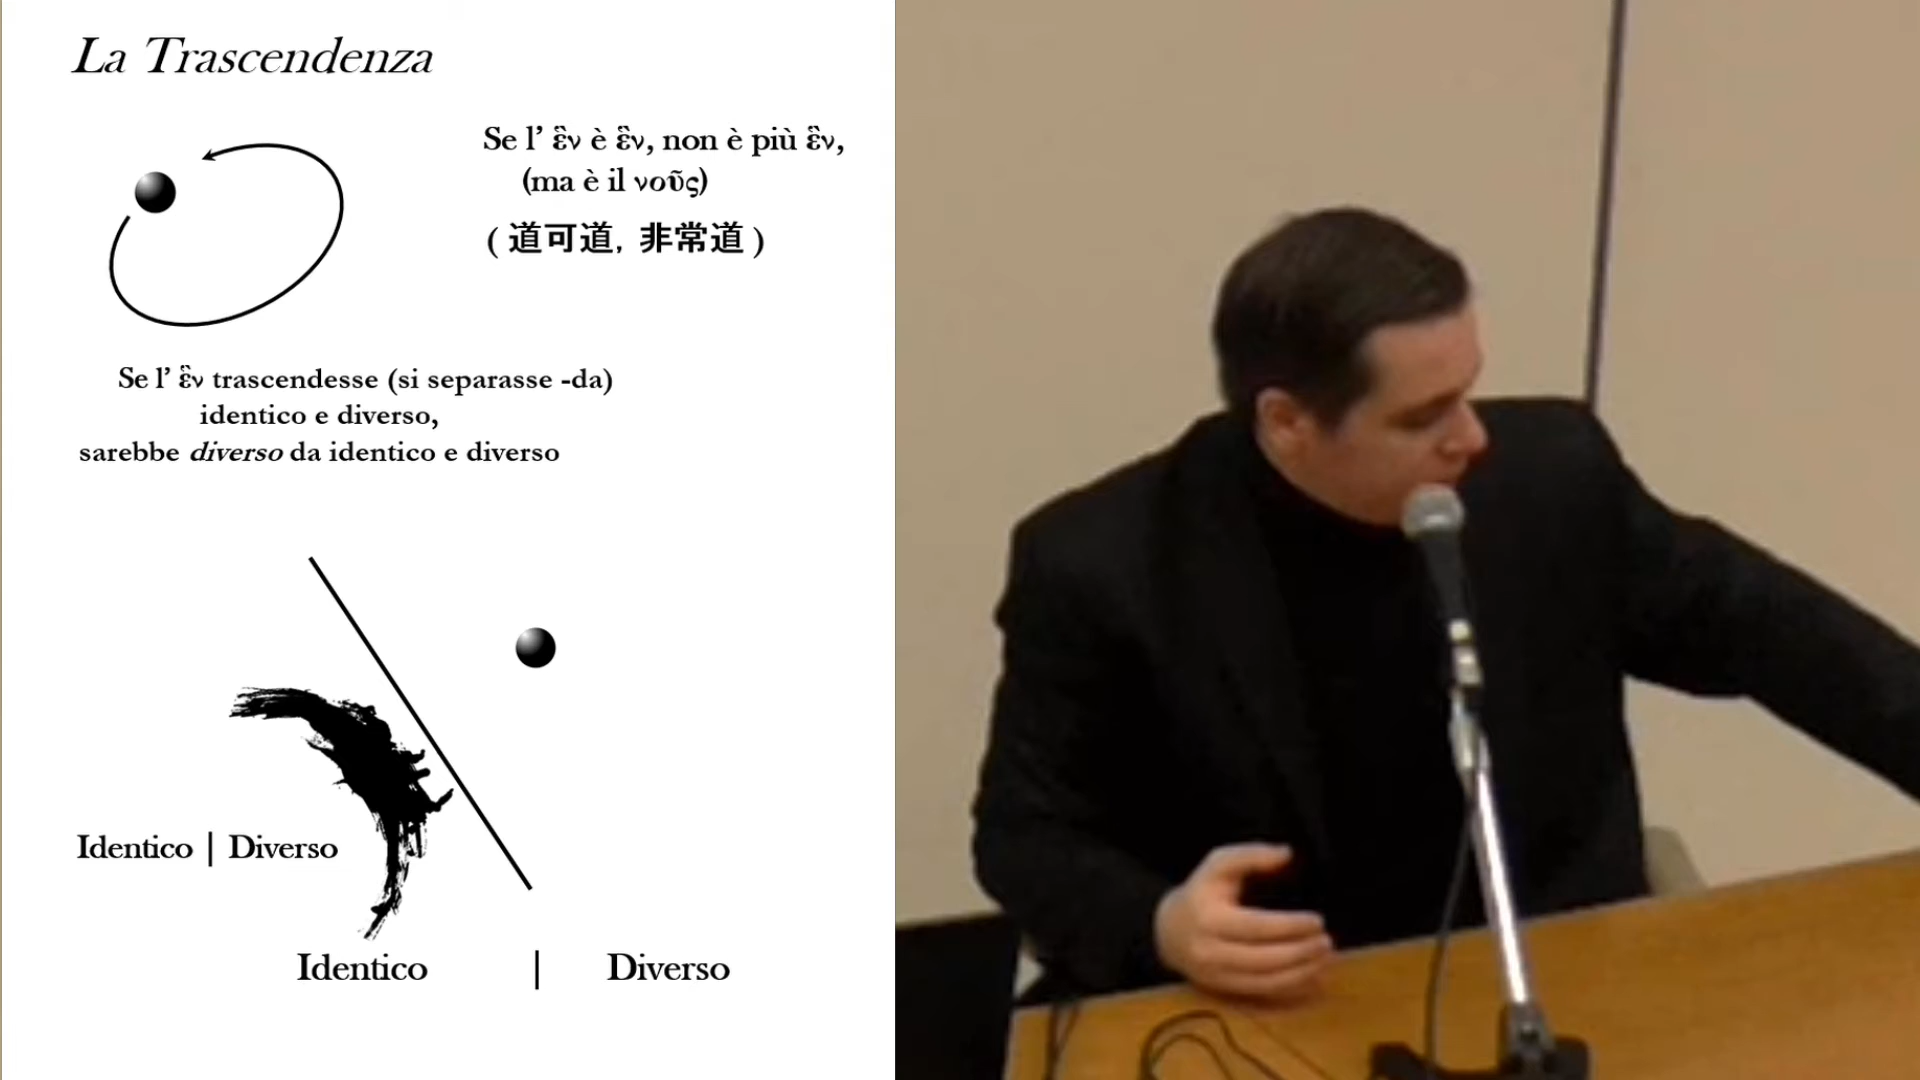 La Trascendenza
Se l’ ἓν è ἓν, non è più ἓν,
(ma è il νοῦς)
( 道可道, 非常道 )
Se l’ ἓν trascendesse (si separasse -da)
identico e diverso,
sarebbe diverso da identico e diverso
Identico | Diverso
Identico | Diverso